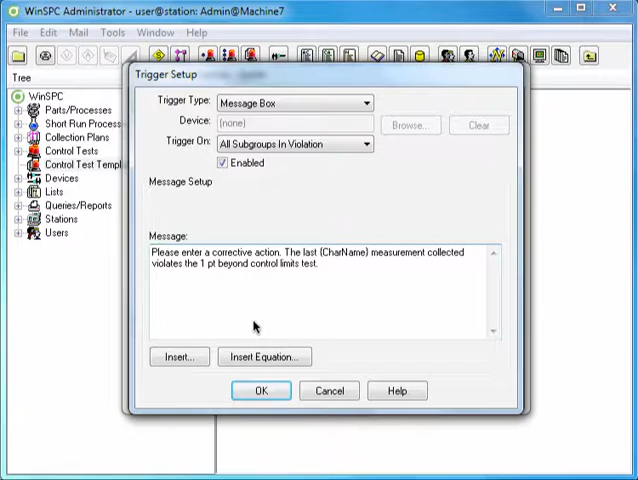 WinSPC Administrator - user@station: Admin@Machine7
File Edit Mail Tools Window Help
Tree
WinSPC
Parts/Processes
Short Run Process
Collection Plans
Control Tests
Control Test Templ
Devices
Lists
Queries/Reports
Stations
Users
Trigger Setup
Trigger Type: Message Box
Device: (none) Browse... Clear
Trigger On: All Subgroups In Violation
Enabled
Message Setup
Message:
Please enter a corrective action. The last {CharName} measurement collected
violates the 1 pt beyond control limits test.
Insert... Insert Equation...
OK Cancel Help